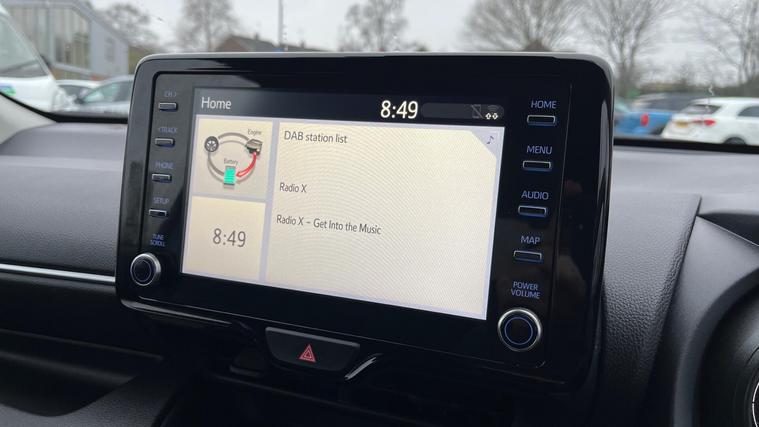 CH >
< TRACK
PHONE
SETUP
TUNE
SCROLL
Home
8:49
Engine
Battery
8:49
DAB station list
Radio X
Radio X – Get Into the Music
HOME
MENU
AUDIO
MAP
POWER
VOLUME